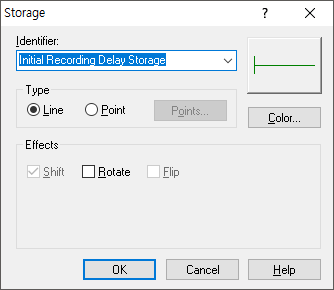 Storage
?
Identifier:
Initial Recording Delay Storage
Type
Line
Point
Points...
Color...
Effects
Shift
Rotate
Flip
OK
Cancel
Help